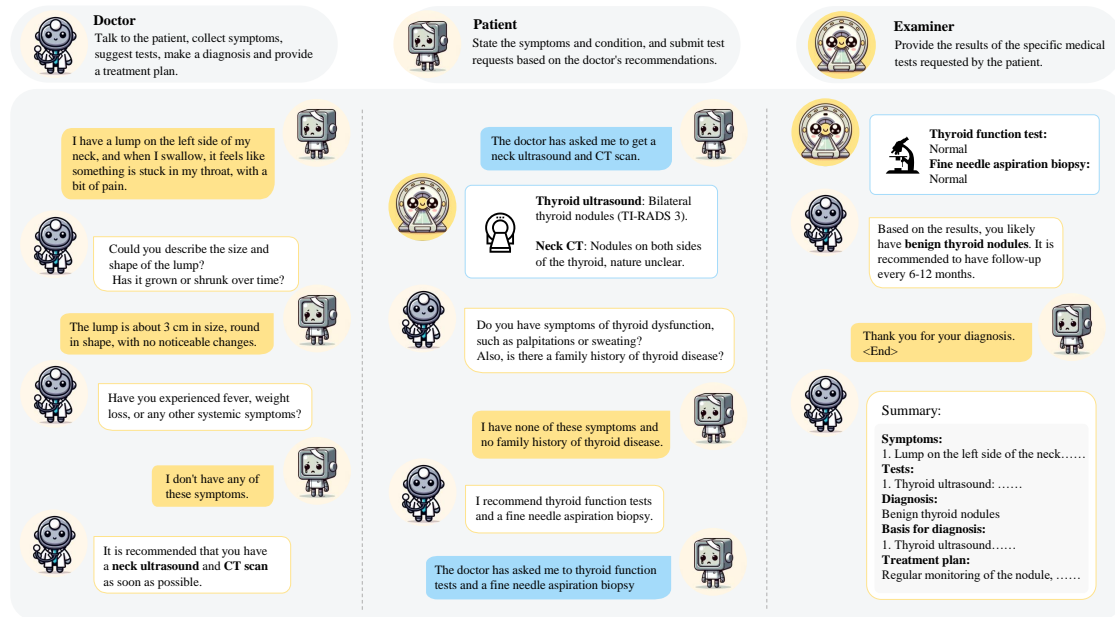 Doctor
Talk to the patient, collect symptoms,
suggest tests, make a diagnosis and provide
a treatment plan.
Patient
State the symptoms and condition, and submit test
requests based on the doctor's recommendations.
Examiner
Provide the results of the specific medical
tests requested by the patient.
I have a lump on the left side of my
neck, and when I swallow, it feels like
something is stuck in my throat, with a
bit of pain.
Could you describe the size and
shape of the lump?
Has it grown or shrunk over time?
The lump is about 3 cm in size, round
in shape, with no noticeable changes.
Have you experienced fever, weight
loss, or any other systemic symptoms?
I don't have any of
these symptoms.
It is recommended that you have
a neck ultrasound and CT scan
as soon as possible.
The doctor has asked me to get a
neck ultrasound and CT scan.
Thyroid ultrasound: Bilateral
thyroid nodules (TI-RADS 3).
Neck CT: Nodules on both sides
of the thyroid, nature unclear.
Do you have symptoms of thyroid dysfunction,
such as palpitations or sweating?
Also, is there a family history of thyroid disease?
I have none of these symptoms and
no family history of thyroid disease.
I recommend thyroid function tests
and a fine needle aspiration biopsy.
The doctor has asked me to thyroid function
tests and a fine needle aspiration biopsy
Thyroid function test:
Normal
Fine needle aspiration biopsy:
Normal
Based on the results, you likely
have benign thyroid nodules. It is
recommended to have follow-up
every 6-12 months.
Thank you for your diagnosis.
<End>
Summary:
Symptoms:
1. Lump on the left side of the neck……
Tests:
1. Thyroid ultrasound: ……
Diagnosis:
Benign thyroid nodules
Basis for diagnosis:
1. Thyroid ultrasound……
Treatment plan:
Regular monitoring of the nodule, ……